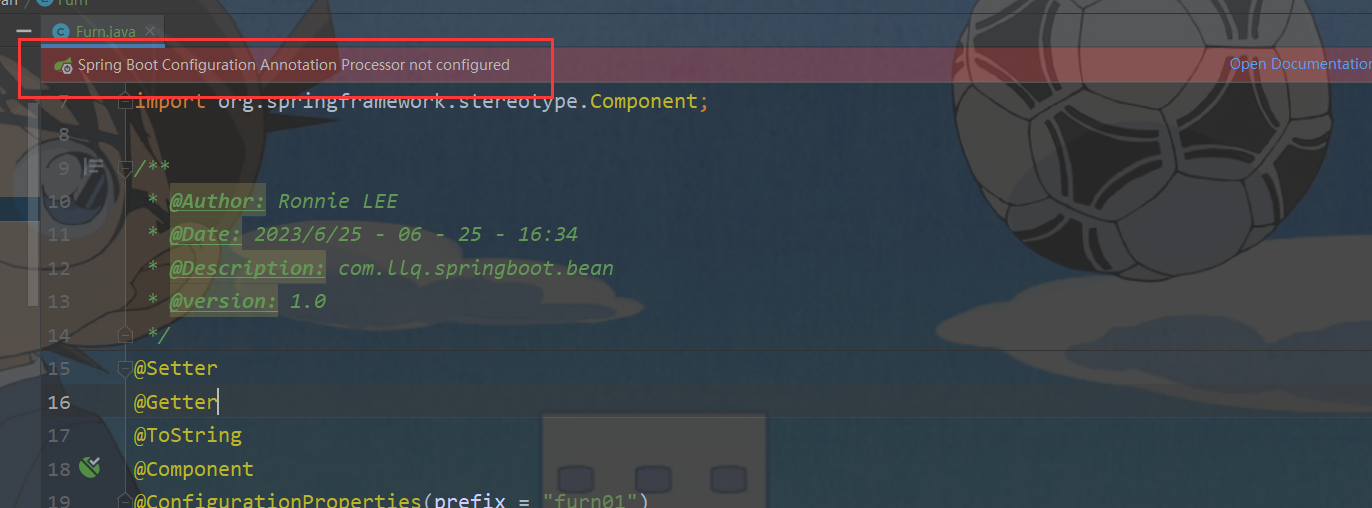 Furn
Furn.java
Spring Boot Configuration Annotation Processor not configured
Open Documentation
7 import org.springframework.stereotype.Component;
8
9 /**
10 * @Author: Ronnie LEE
11 * @Date: 2023/6/25 - 06 - 25 - 16:34
12 * @Description: com.llq.springboot.bean
13 * @version: 1.0
14 */
15 @Setter
16 @Getter
17 @ToString
18 @Component
19 @ConfigurationProperties(prefix = "furn01")